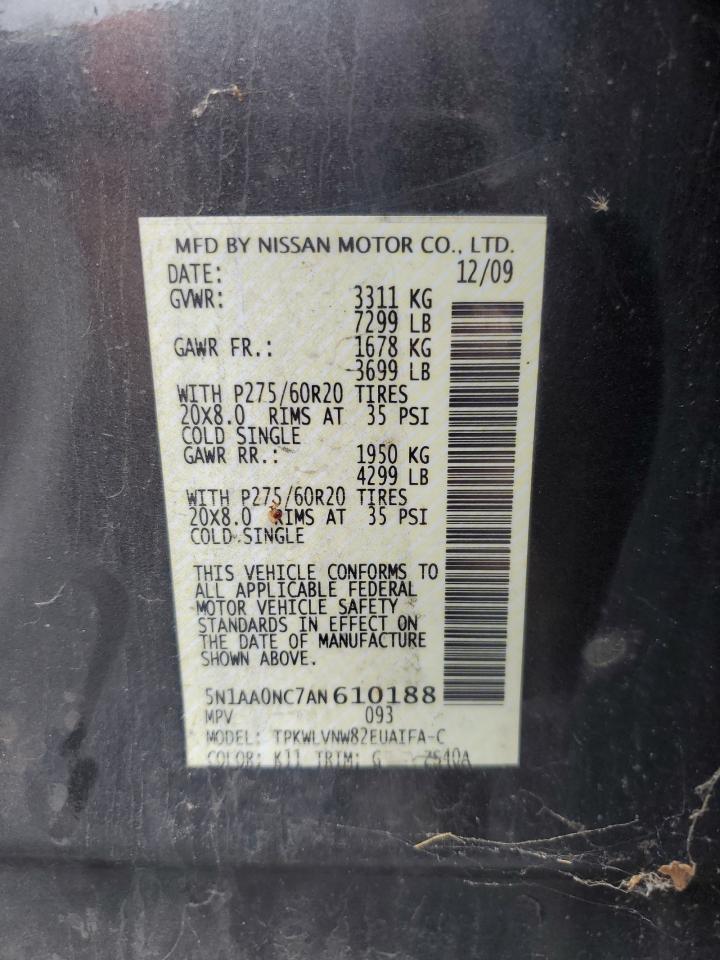 MFD BY NISSAN MOTOR CO., LTD.
DATE: 12/09
GVWR: 3311 KG
7299 LB
GAWR FR.: 1678 KG
3699 LB
WITH P275/60R20 TIRES
20X8.0 RIMS AT 35 PSI
COLD SINGLE
GAWR RR.: 1950 KG
4299 LB
WITH P275/60R20 TIRES
20X8.0 RIMS AT 35 PSI
COLD SINGLE
THIS VEHICLE CONFORMS TO
ALL APPLICABLE FEDERAL
MOTOR VEHICLE SAFETY
STANDARDS IN EFFECT ON
THE DATE OF MANUFACTURE
SHOWN ABOVE.
5N1AA0NC7AN610188
MPV 093
MODEL: TPKWLVNW82EUAIFA-C
COLOR: K11 TRIM: G ZS40A